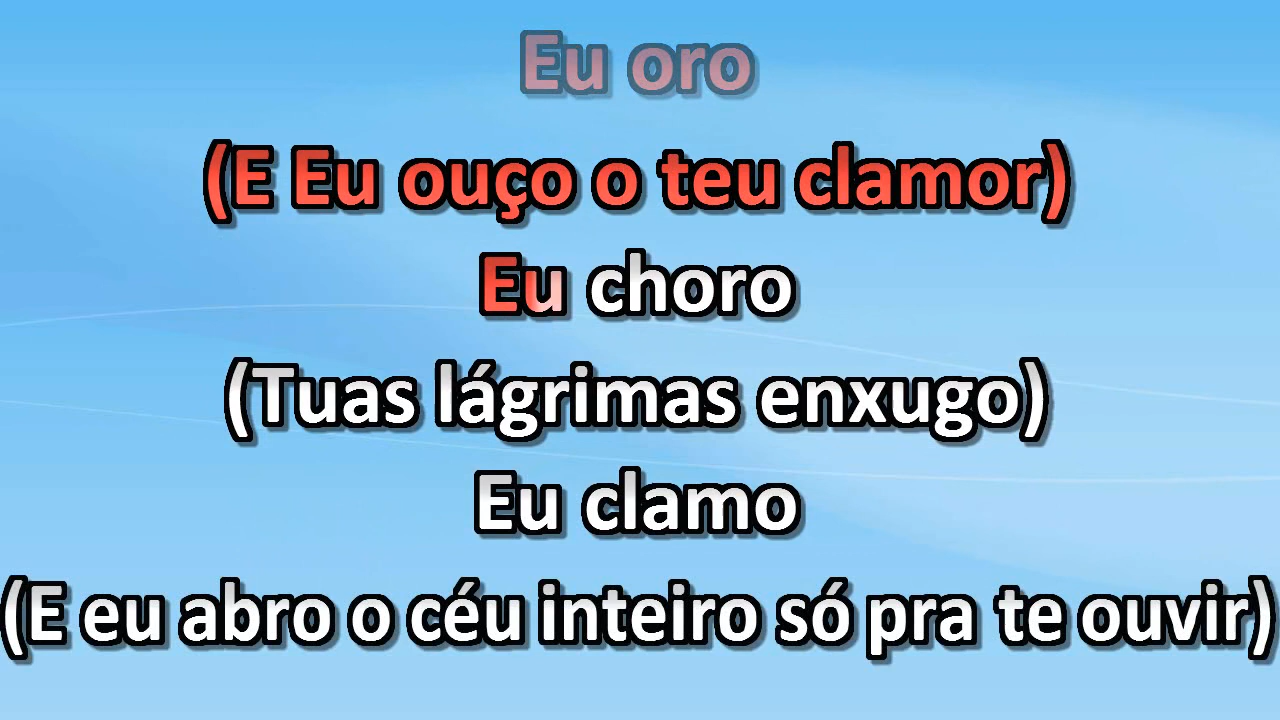 Eu oro
(E Eu ouço o teu clamor)
Eu choro
(Tuas lágrimas enxugo)
Eu clamo
(E eu abro o céu inteiro só pra te ouvir)